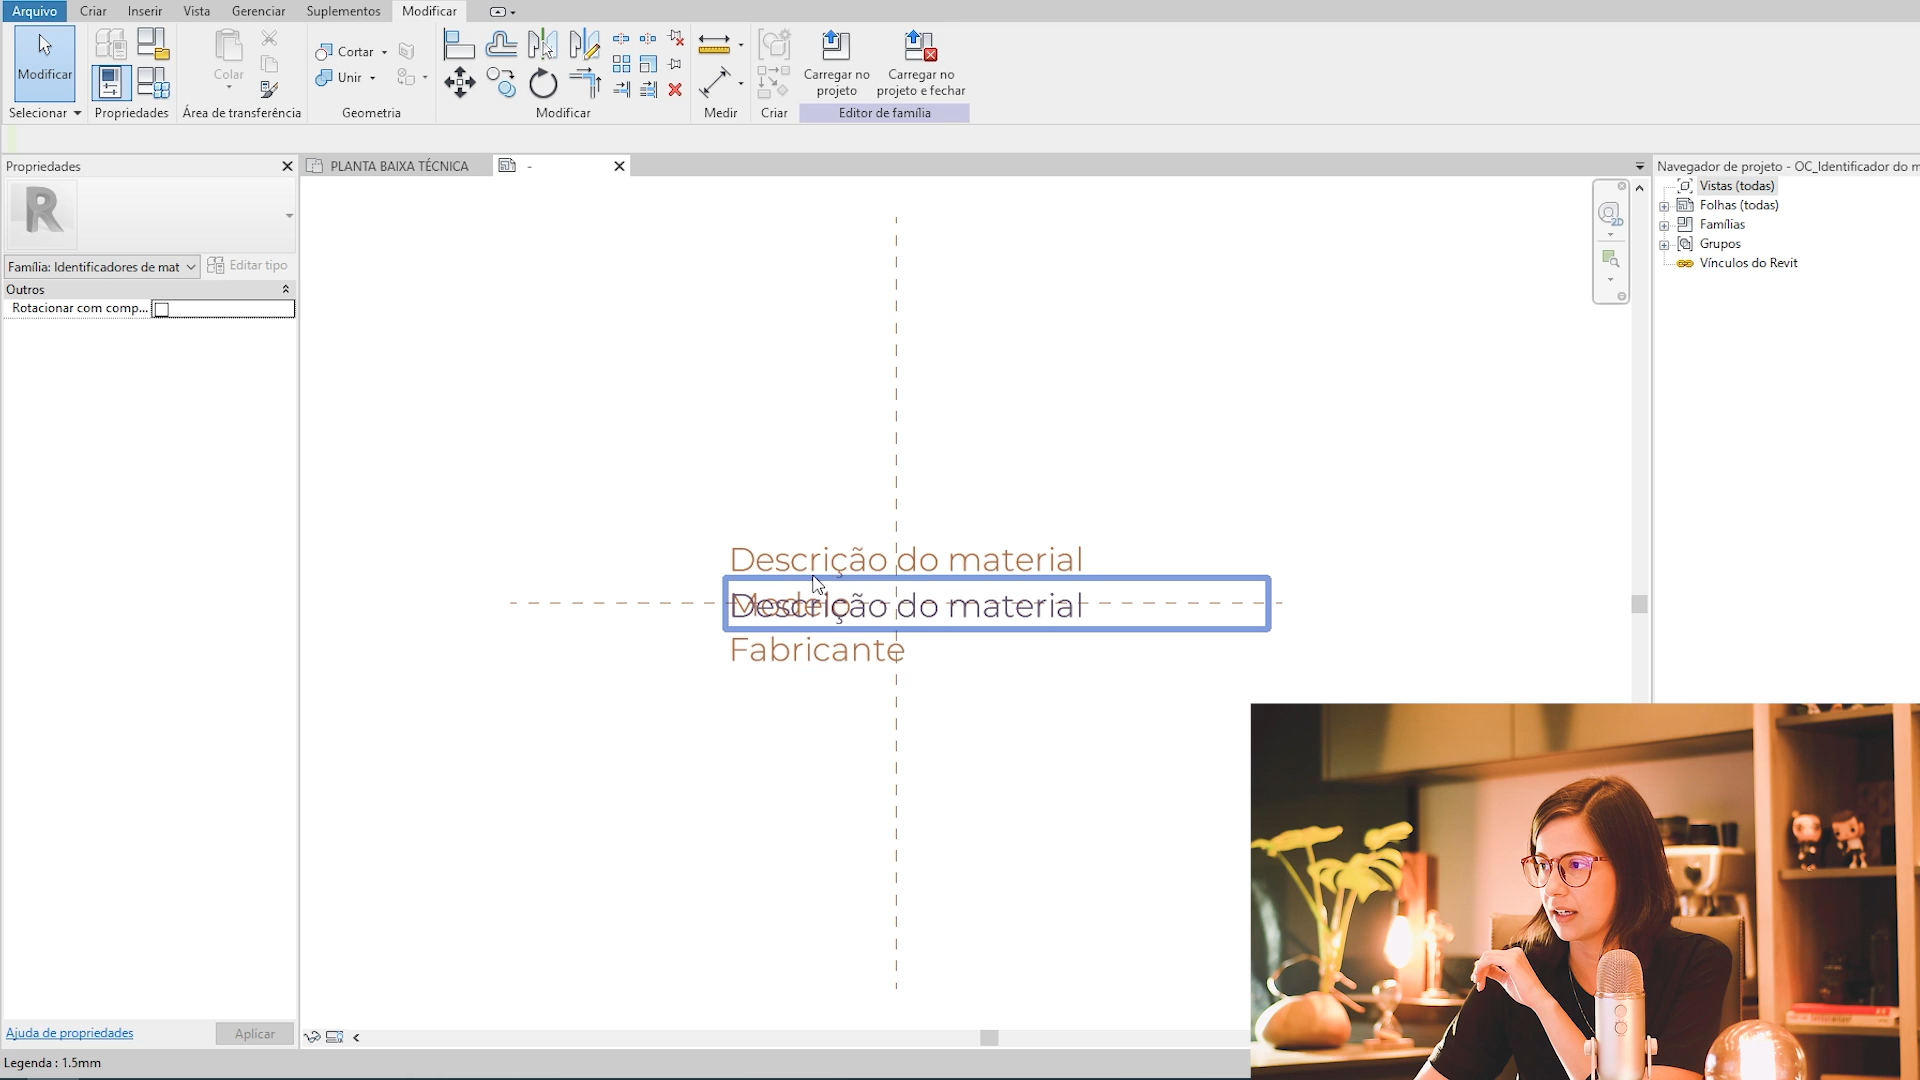 Arquivo Criar Inserir Vista Gerenciar Suplementos Modificar
Modificar
Selecionar
Propriedades
Colar
Área de transferência
Cortar
Unir
Geometria
Modificar
Medir
Criar
Carregar no
projeto
Carregar no
projeto e fechar
Editor de família
Propriedades
R
Família: Identificadores de mat
Editar tipo
Outros
Rotacionar com comp...
Ajuda de propriedades
Aplicar
Legenda : 1.5mm
PLANTA BAIXA TÉCNICA
-
2D
Descrição do material
Modelo
Descrição do material
Fabricante
Navegador de projeto - OC_Identificador do m
Vistas (todas)
Folhas (todas)
Famílias
Grupos
Vínculos do Revit